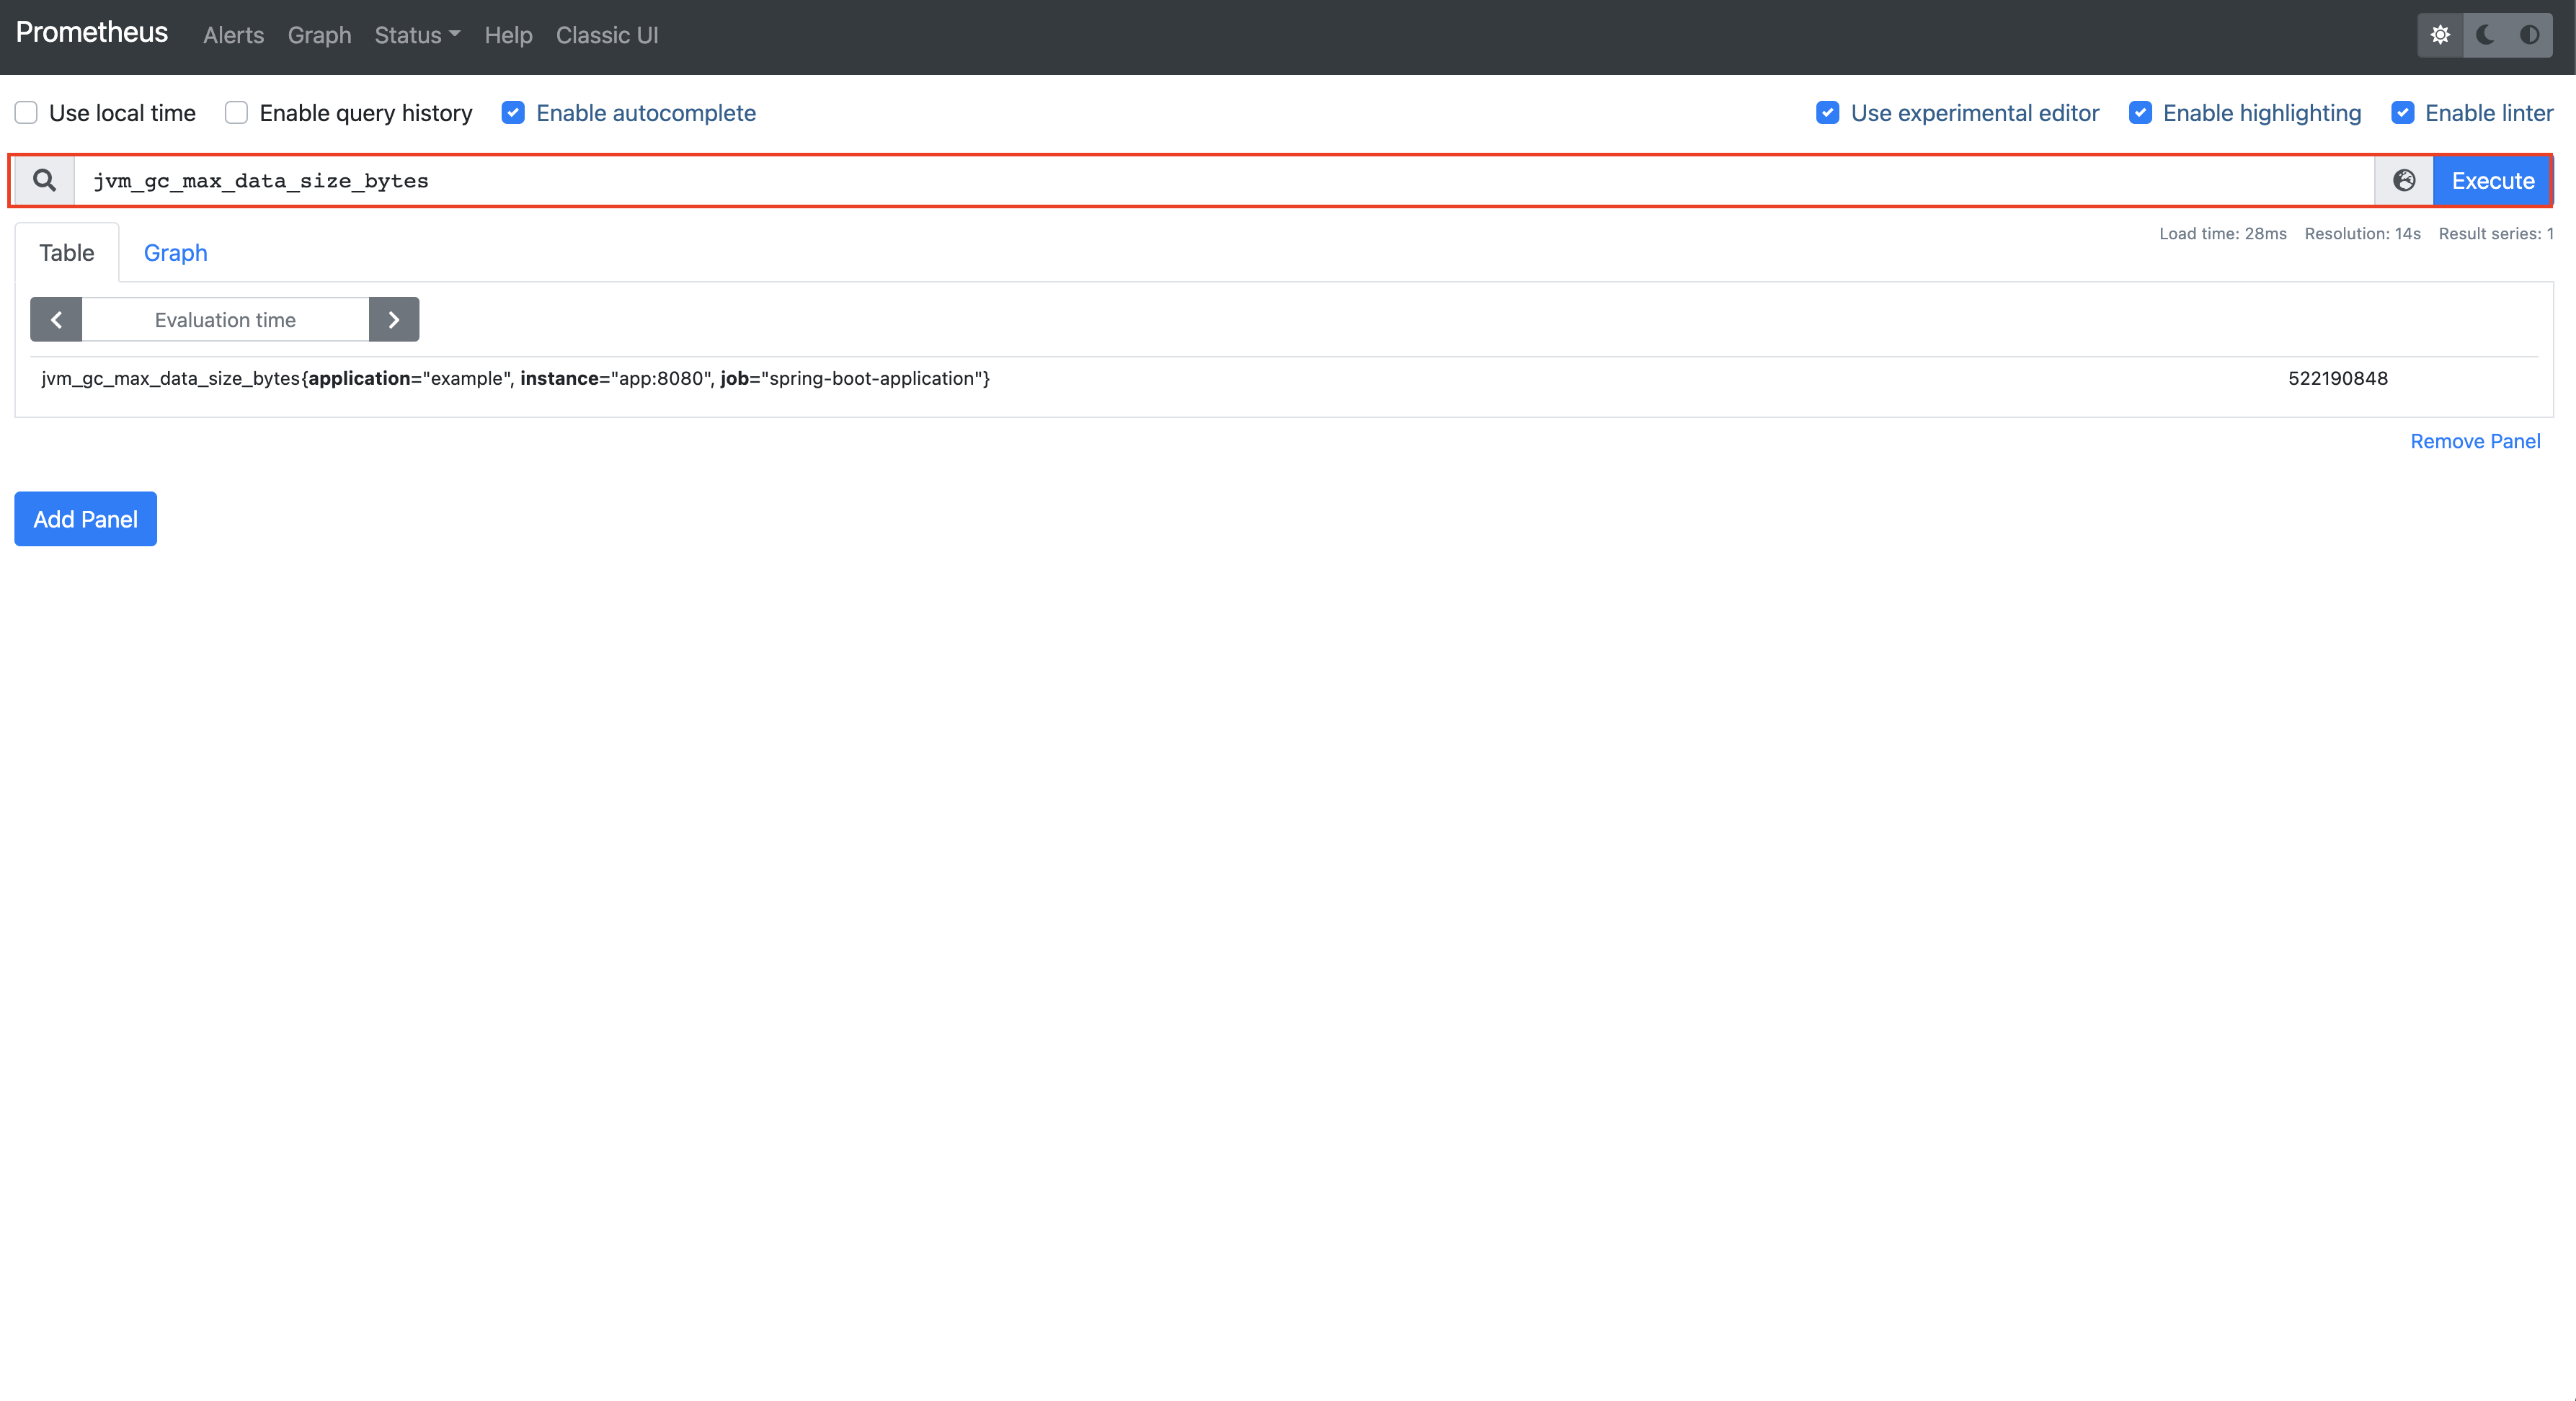 Prometheus Alerts Graph Status Help Classic UI
Use local time Enable query history Enable autocomplete Use experimental editor Enable highlighting Enable linter
jvm_gc_max_data_size_bytes Execute
Table Graph Load time: 28ms Resolution: 14s Result series: 1
Evaluation time
jvm_gc_max_data_size_bytes{application="example", instance="app:8080", job="spring-boot-application"} 522190848
Remove Panel
Add Panel